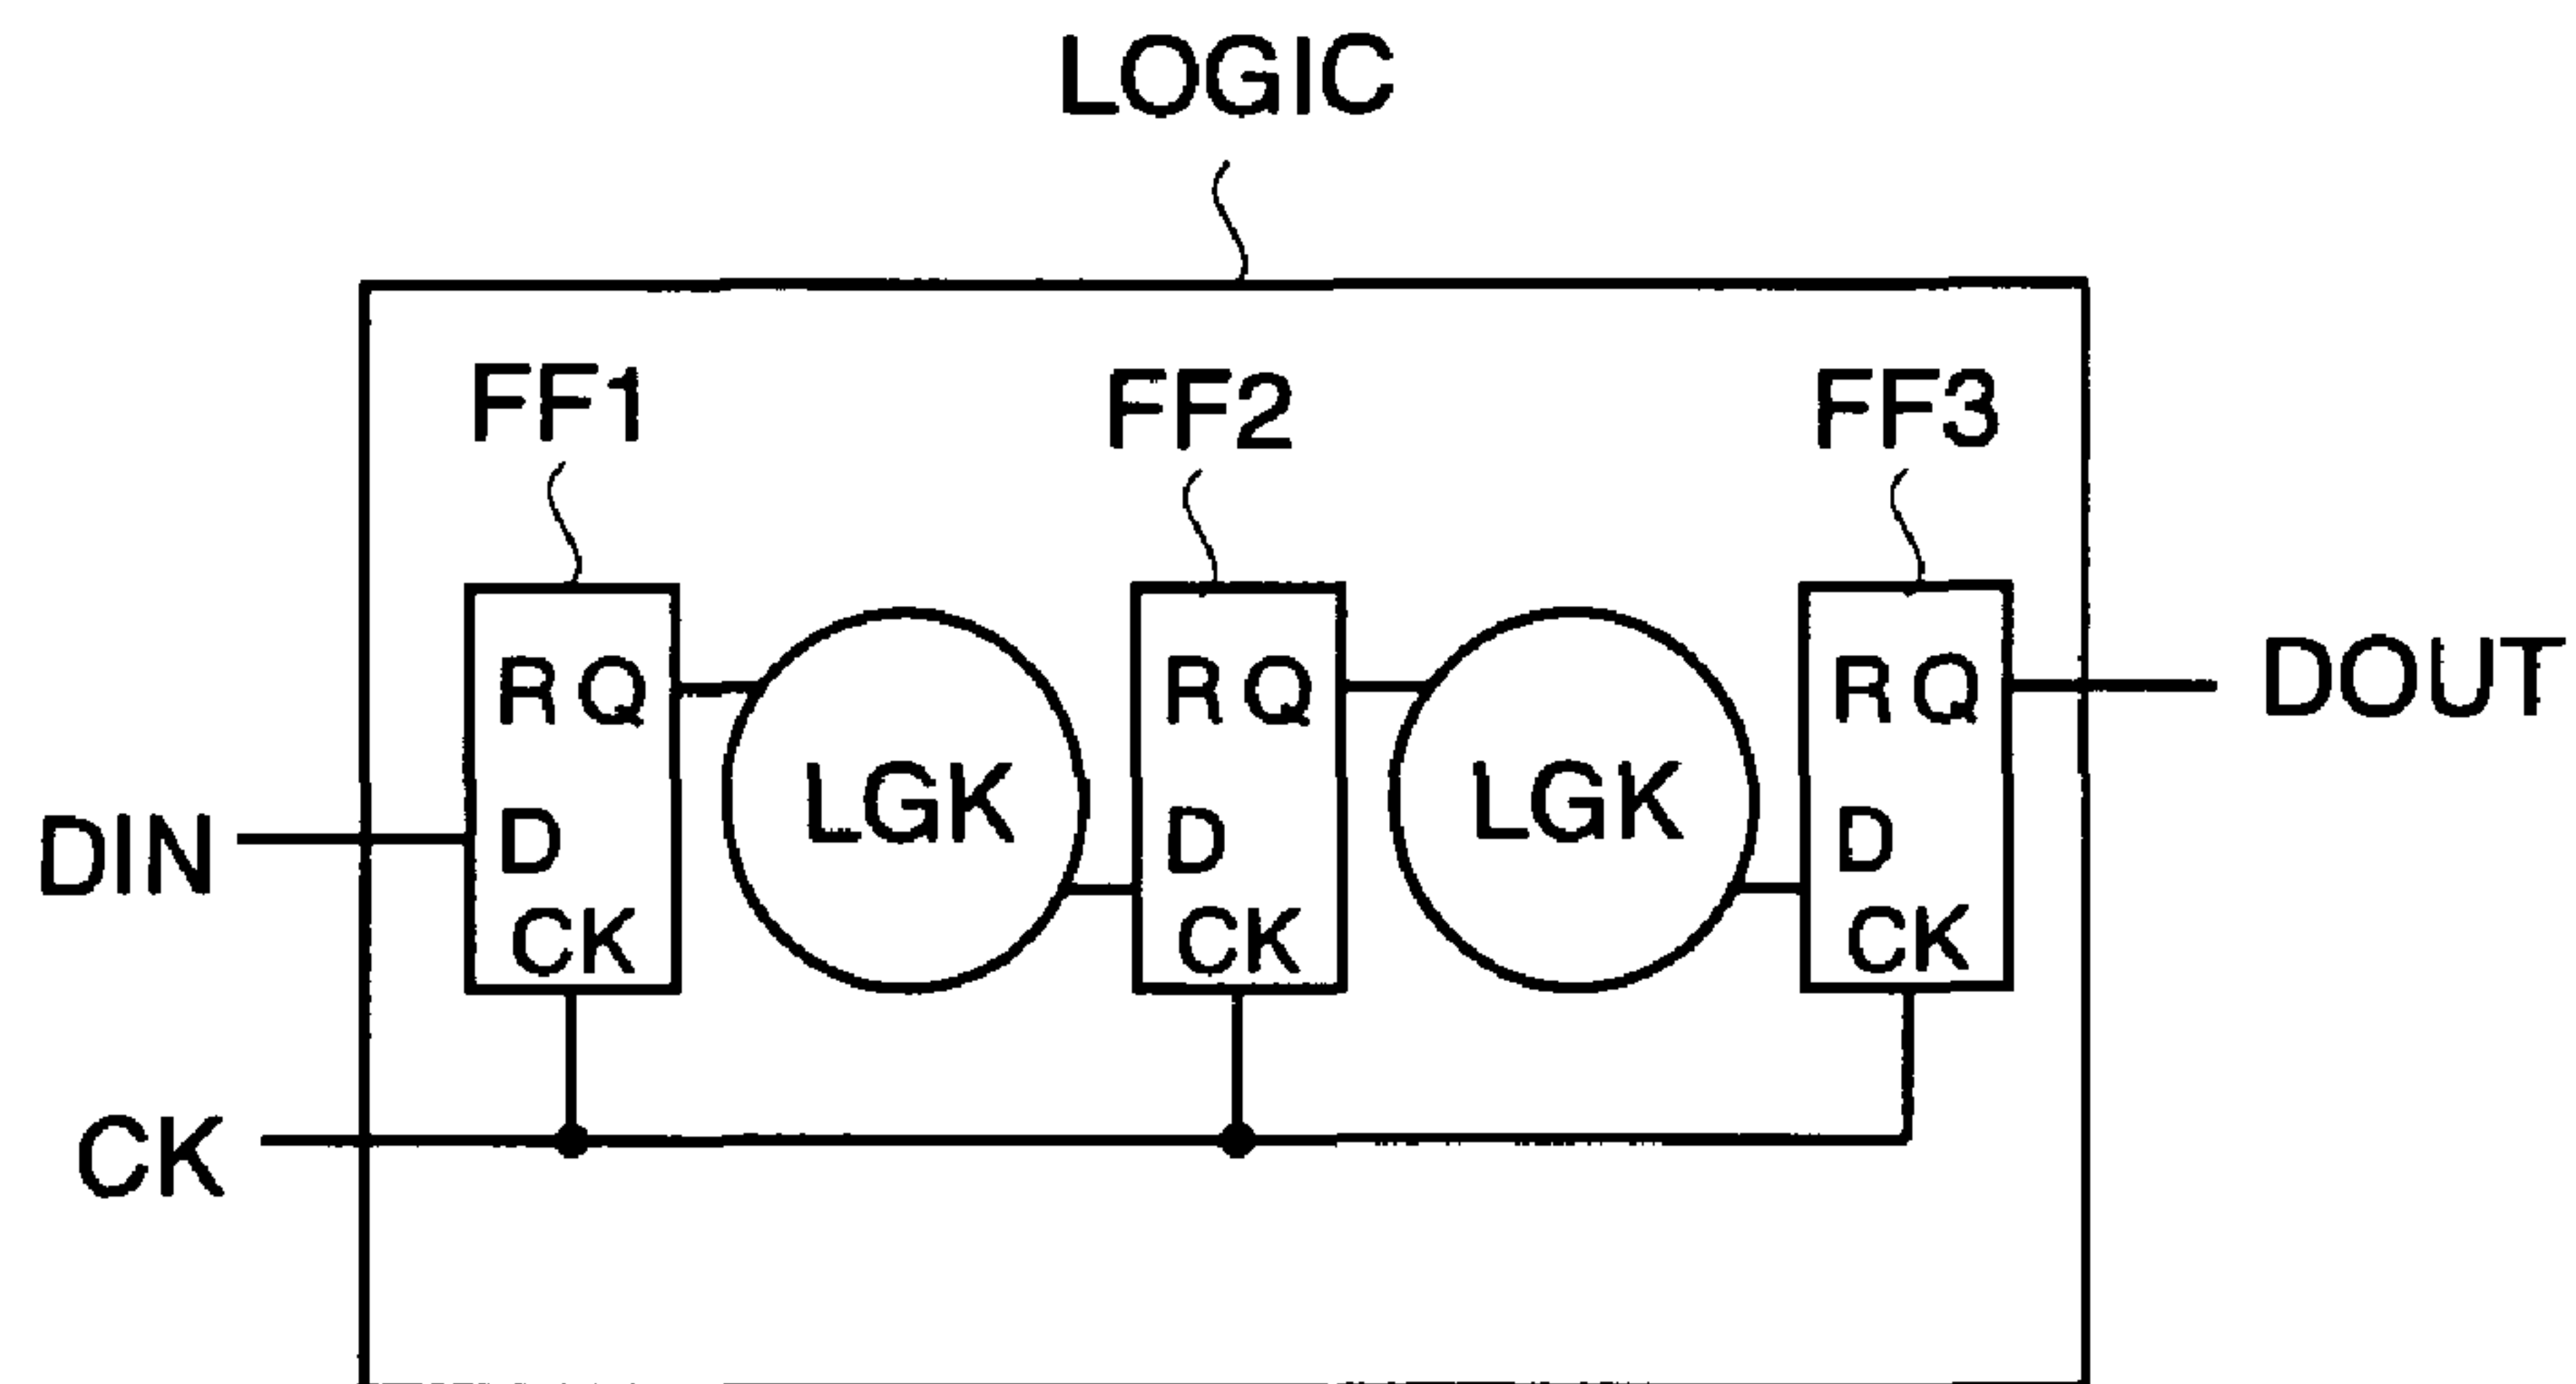 LOGIC
FF1 FF2 FF3
R Q R Q R Q
DOUT
LGK LGK
DIN D D D
CK CK CK
CK